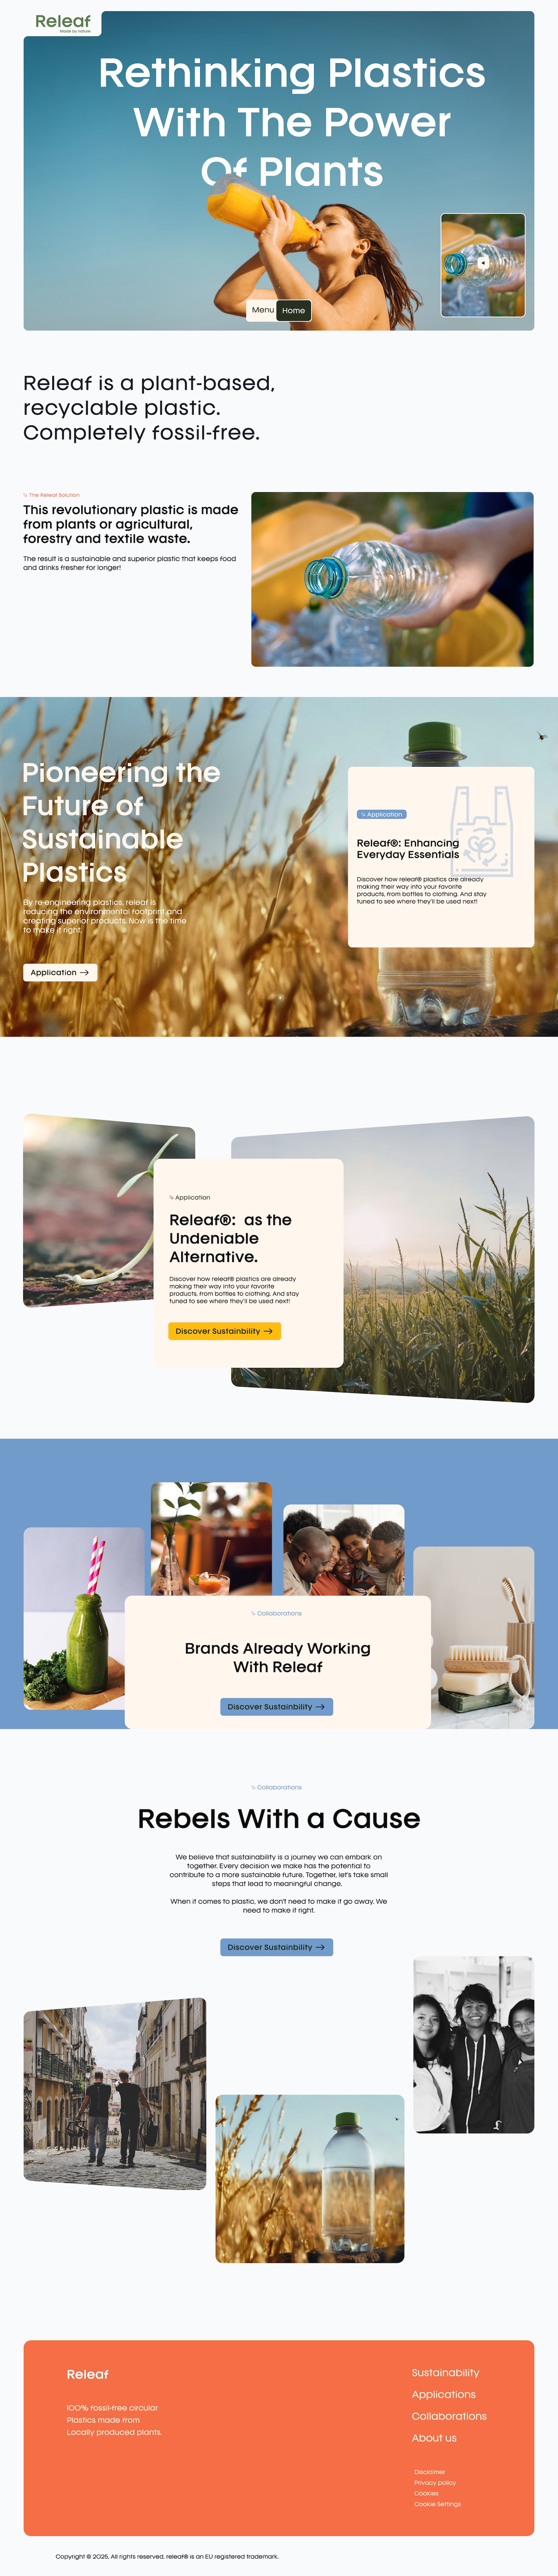 Releaf
Made by nature
Rethinking Plastics
With The Power
Of Plants
Menu
Home
Releaf is a plant-based,
recyclable plastic.
Completely fossil-free.
The Releaf Solution
This revolutionary plastic is made
from plants or agricultural,
forestry and textile waste.
The result is a sustainable and superior plastic that keeps food
and drinks fresher for longer!
Pioneering the
Future of
Sustainable
Plastics
By re-engineering plastics, releaf is
reducing the environmental footprint and
creating superior products. Now is the time
to make it right.
Application
Application
Releaf®: Enhancing
Everyday Essentials
Discover how releaf® plastics are already
making their way into your favorite
products, from bottles to clothing. And stay
tuned to see where they'll be used next!
Application
Releaf®: as the
Undeniable
Alternative.
Discover how releaf® plastics are already
making their way into your favorite
products, from bottles to clothing. And stay
tuned to see where they'll be used next!
Discover Sustainbility
Collaborations
Brands Already Working
With Releaf
Discover Sustainbility
Collaborations
Rebels With a Cause
We believe that sustainability is a journey we can embark on
together. Every decision we make has the potential to
contribute to a more sustainable future. Together, let's take small
steps that lead to meaningful change.
When it comes to plastic, we don't need to make it go away. We
need to make it right.
Discover Sustainbility
Releaf
100% fossil-free circular
Plastics made from
Locally produced plants.
Sustainability
Applications
Collaborations
About us
Disclaimer
Privacy policy
Cookies
Cookie Settings
Copyright © 2025, All rights reserved. releaf® is an EU registered trademark.